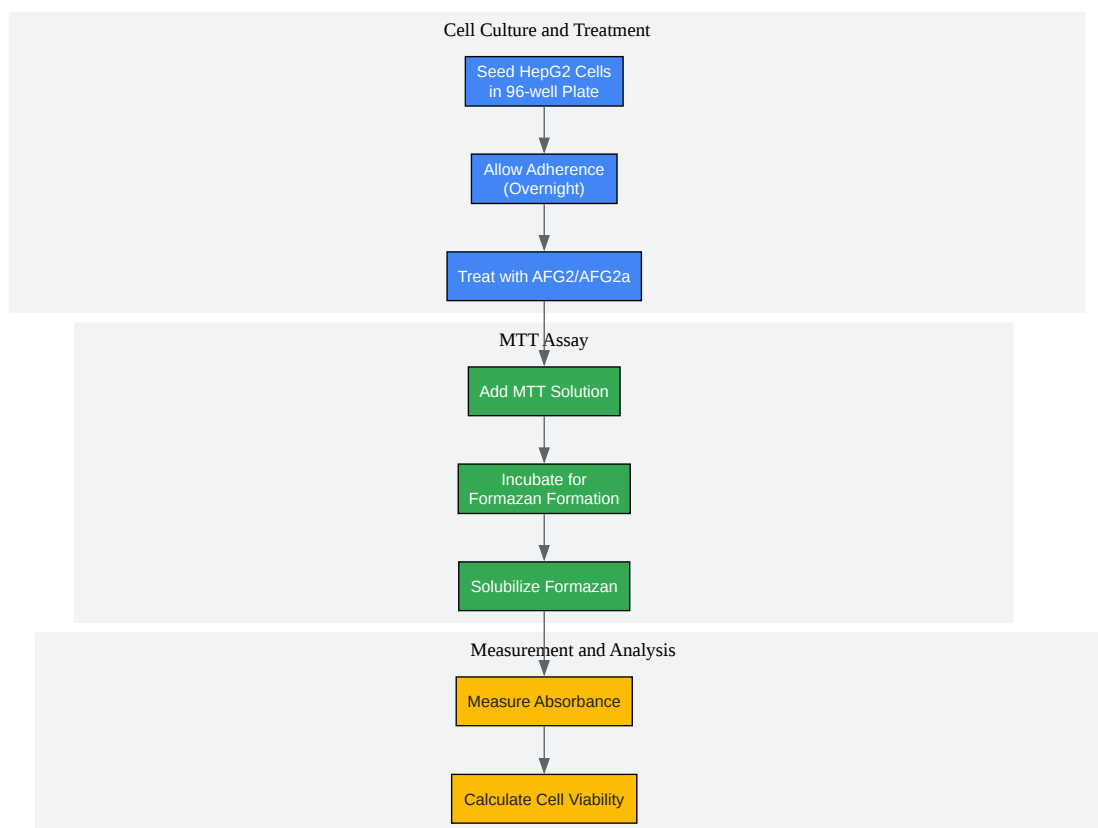 Cell Culture and Treatment
Seed HepG2 Cells
in 96-well Plate
Allow Adherence
(Overnight)
Treat with AFG2/AFG2a
MTT Assay
Add MTT Solution
Incubate for
Formazan Formation
Solubilize Formazan
Measurement and Analysis
Measure Absorbance
Calculate Cell Viability